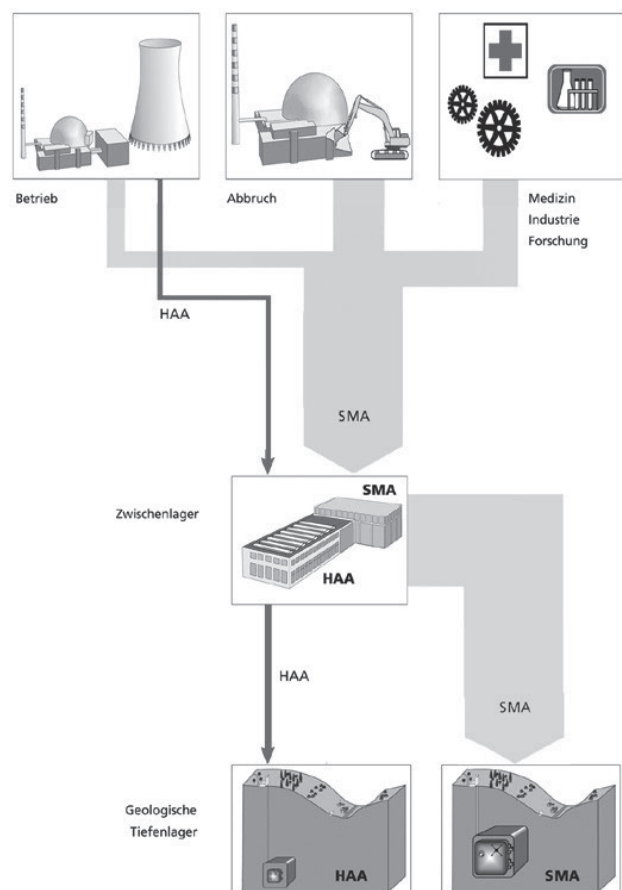 Betrieb
Abbruch
Medizin
Industrie
Forschung
HAA
SMA
Zwischenlager
SMA
HAA
HAA
SMA
Geologische
Tiefenlager
HAA
SMA